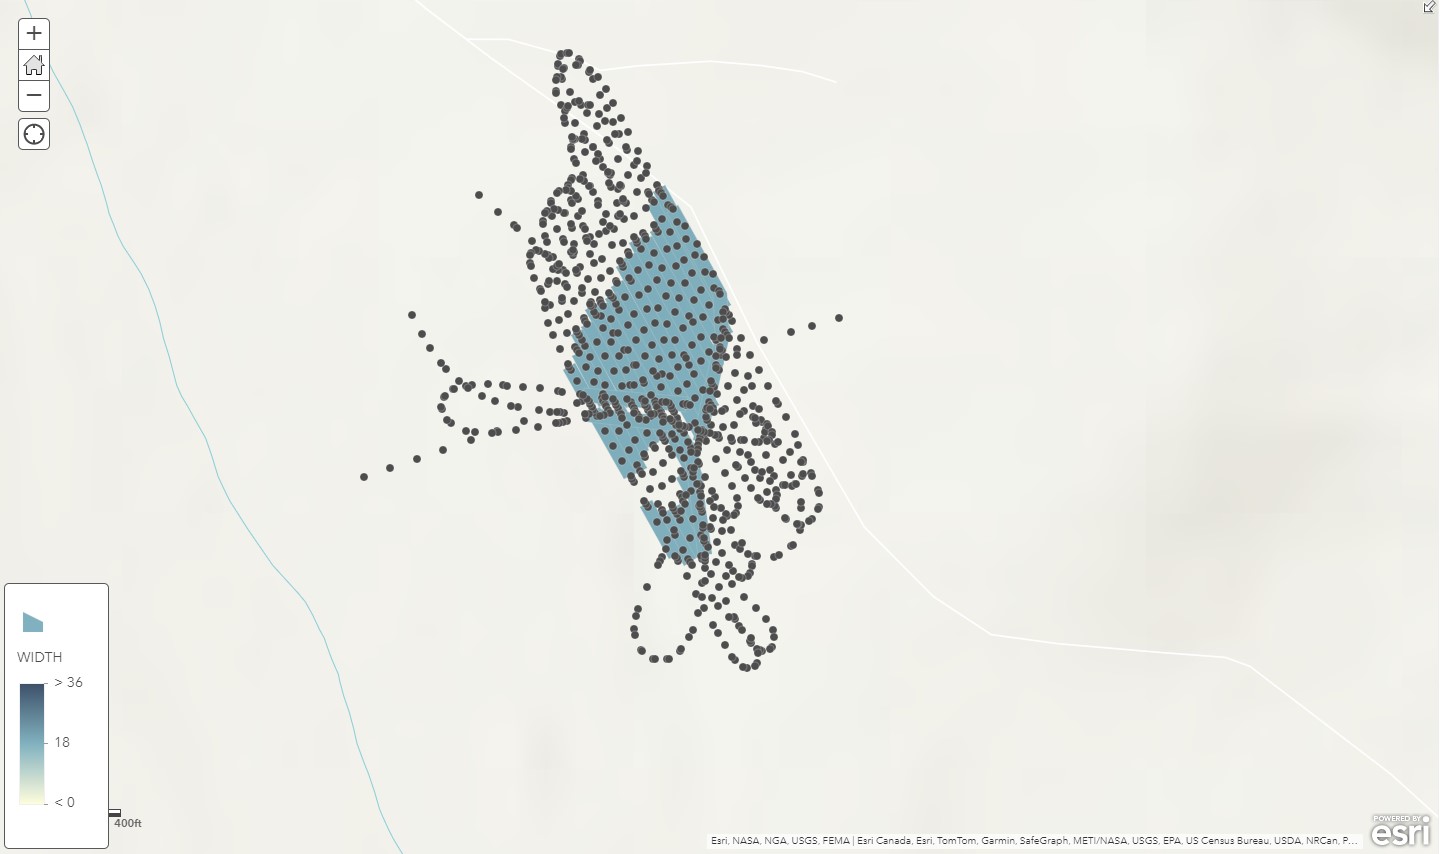 +
−
WIDTH
> 36
18
< 0
400ft
Esri, NASA, NGA, USGS, FEMA | Esri Canada, Esri, TomTom, Garmin, SafeGraph, METI/NASA, USGS, EPA, US Census Bureau, USDA, NRCan, P...
POWERED BY
esri